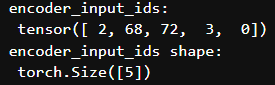 encoder_input_ids:
tensor([ 2, 68, 72,  3,  0])
encoder_input_ids shape:
torch.Size([5])